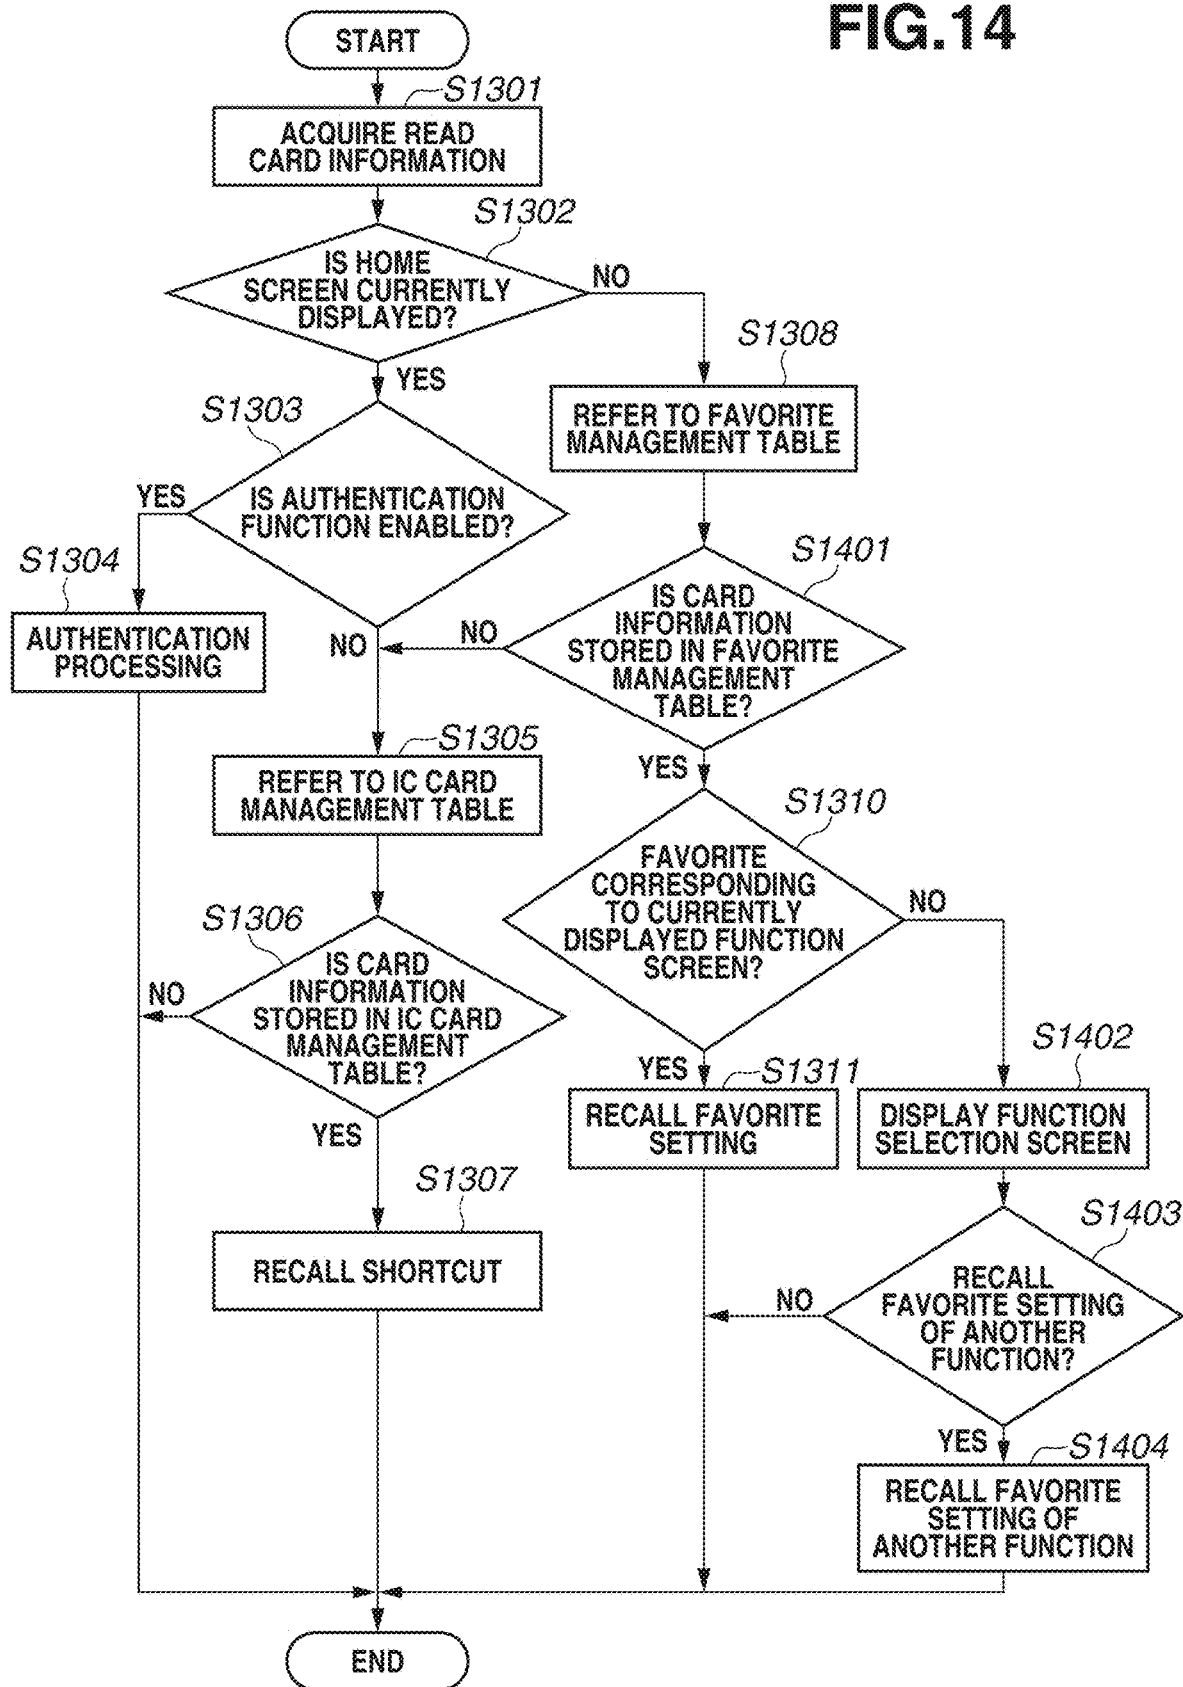 FIG.14
START
S1301
ACQUIRE READ
CARD INFORMATION
S1302
IS HOME
SCREEN CURRENTLY
DISPLAYED?
NO
YES
S1308
REFER TO FAVORITE
MANAGEMENT TABLE
S1303
IS AUTHENTICATION
FUNCTION ENABLED?
YES
NO
S1304
AUTHENTICATION
PROCESSING
S1401
IS CARD
INFORMATION
STORED IN FAVORITE
MANAGEMENT
TABLE?
NO
YES
S1305
REFER TO IC CARD
MANAGEMENT TABLE
S1310
FAVORITE
CORRESPONDING
TO CURRENTLY
DISPLAYED FUNCTION
SCREEN?
NO
YES
S1306
IS CARD
INFORMATION
STORED IN IC CARD
MANAGEMENT
TABLE?
NO
YES
S1311
RECALL FAVORITE
SETTING
S1402
DISPLAY FUNCTION
SELECTION SCREEN
S1307
RECALL SHORTCUT
S1403
RECALL
FAVORITE SETTING
OF ANOTHER
FUNCTION?
NO
YES
S1404
RECALL FAVORITE
SETTING OF
ANOTHER FUNCTION
END